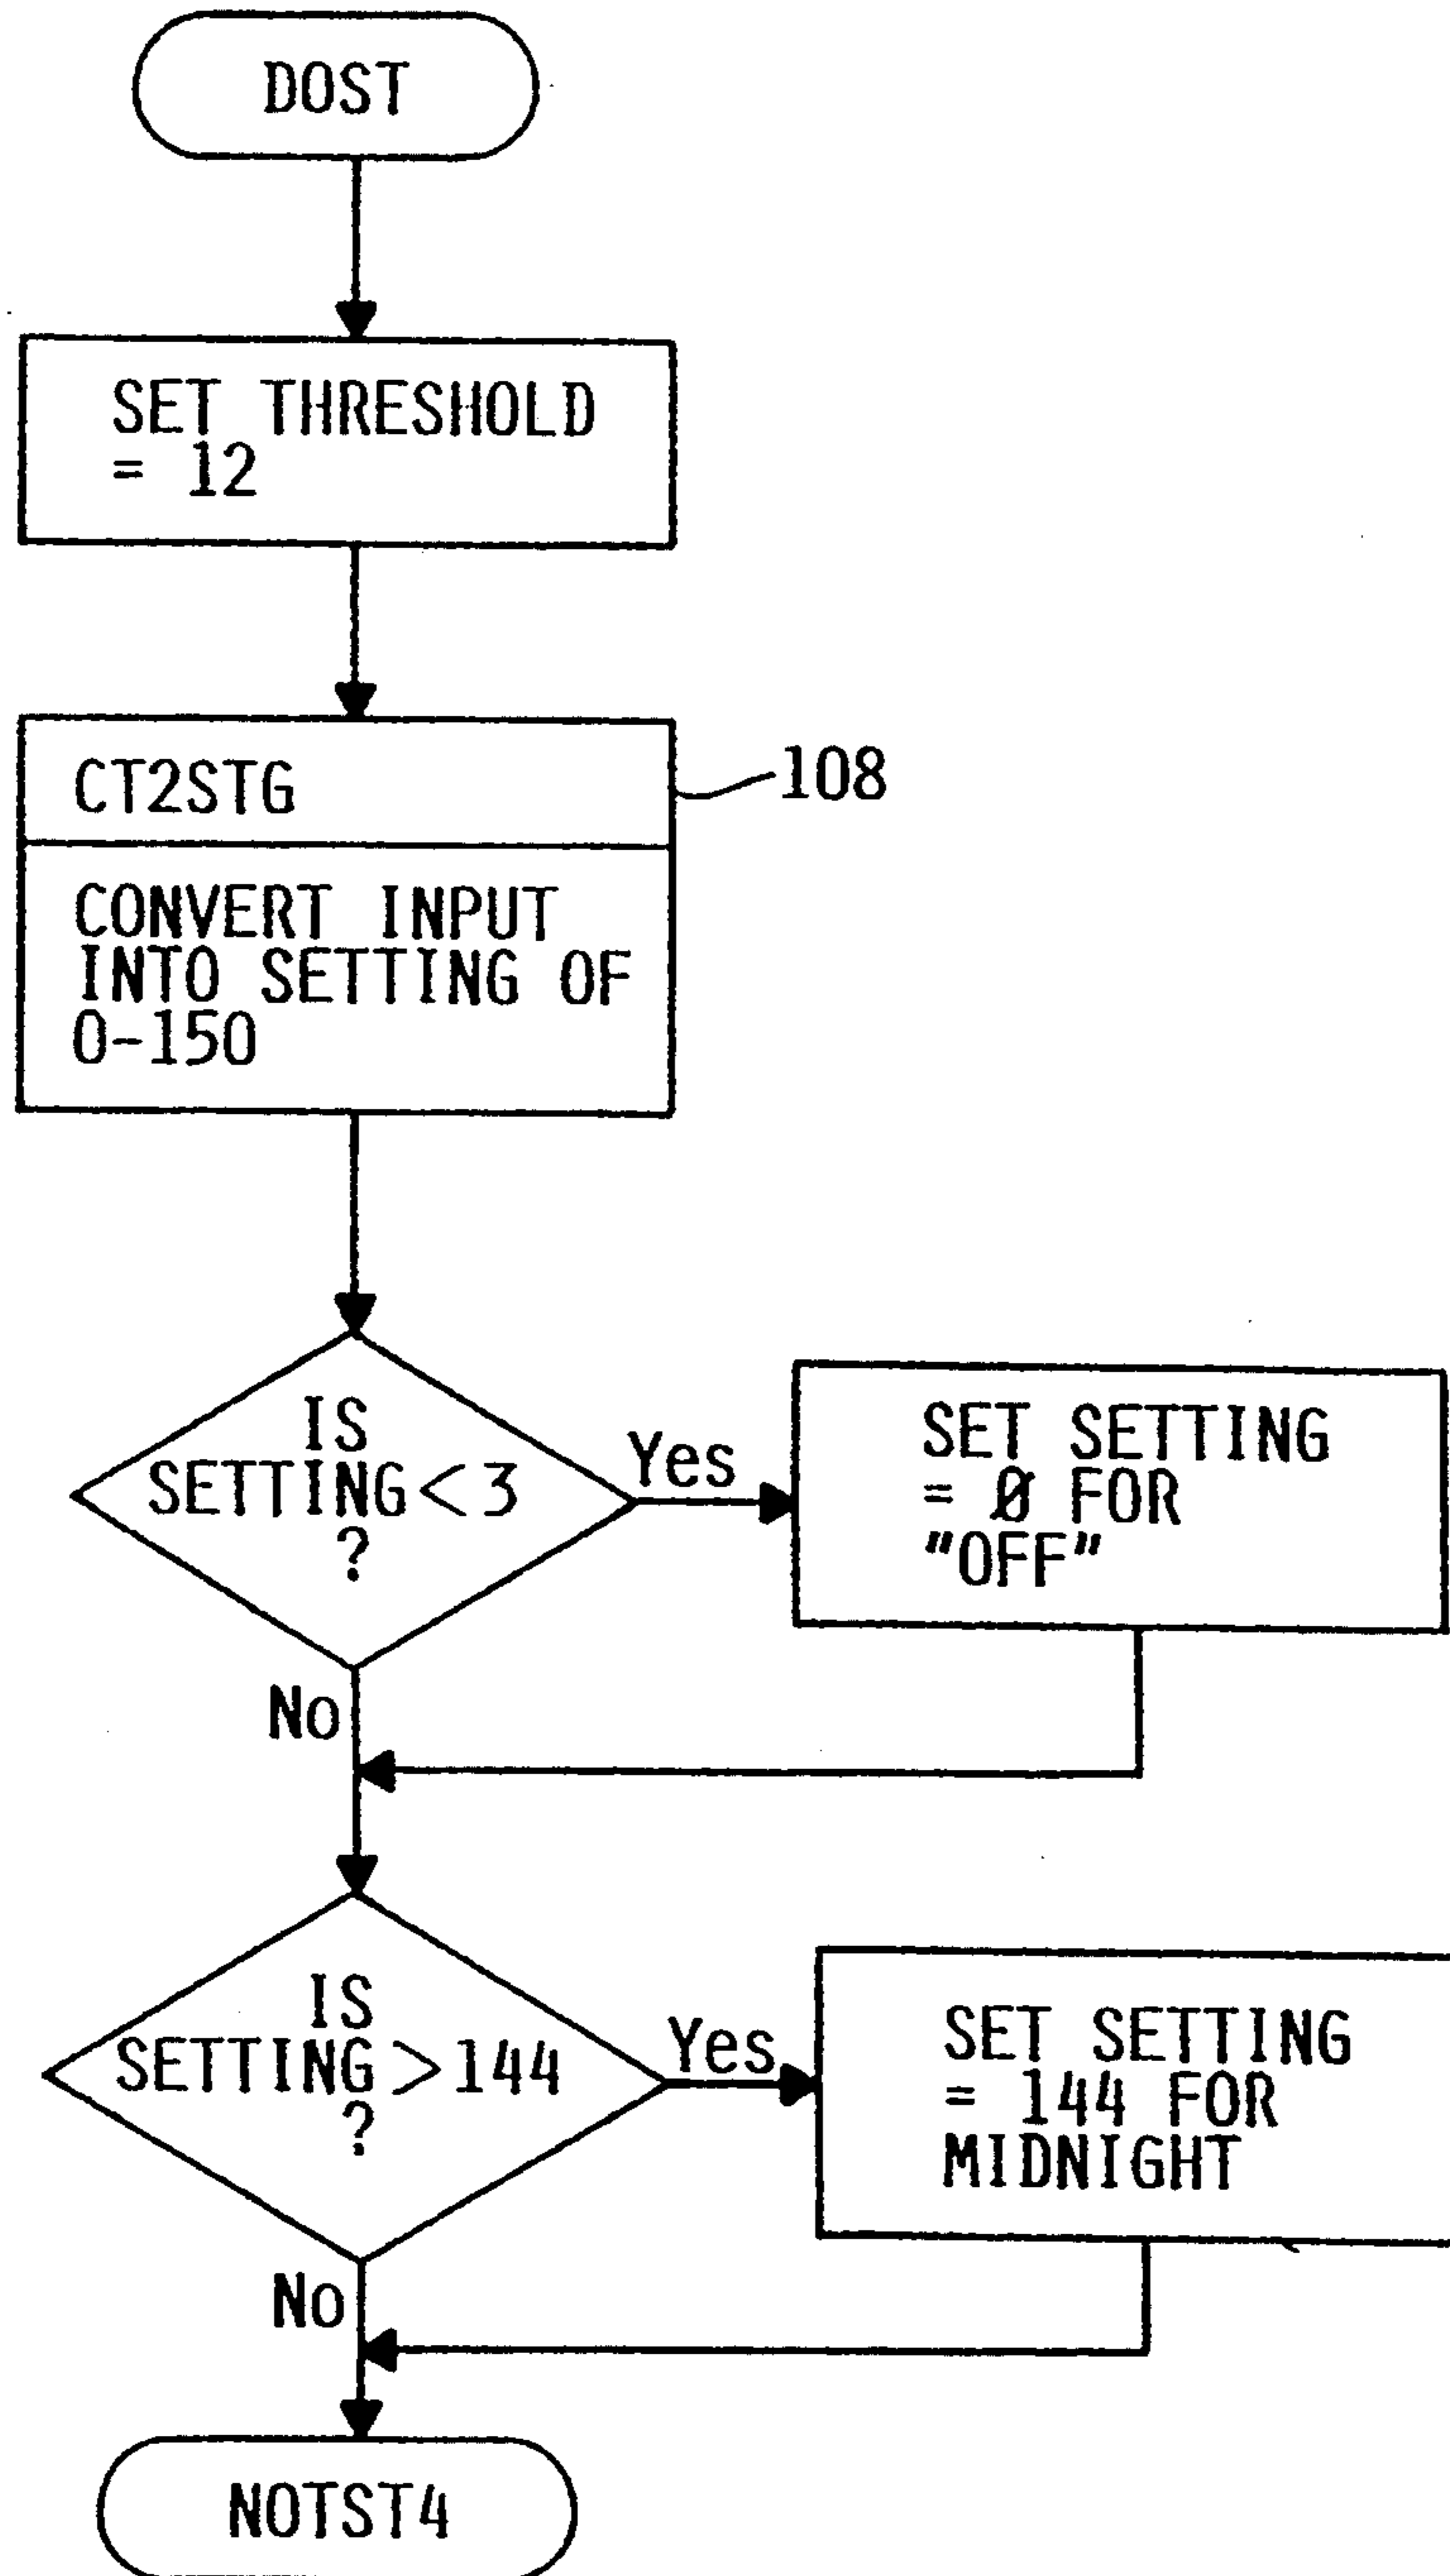 DOST
SET THRESHOLD
= 12
CT2STG
108
CONVERT INPUT
INTO SETTING OF
0-150
IS
SETTING<3
?
Yes
SET SETTING
= Ø FOR
"OFF"
No
IS
SETTING>144
?
Yes
SET SETTING
= 144 FOR
MIDNIGHT
No
NOTST4